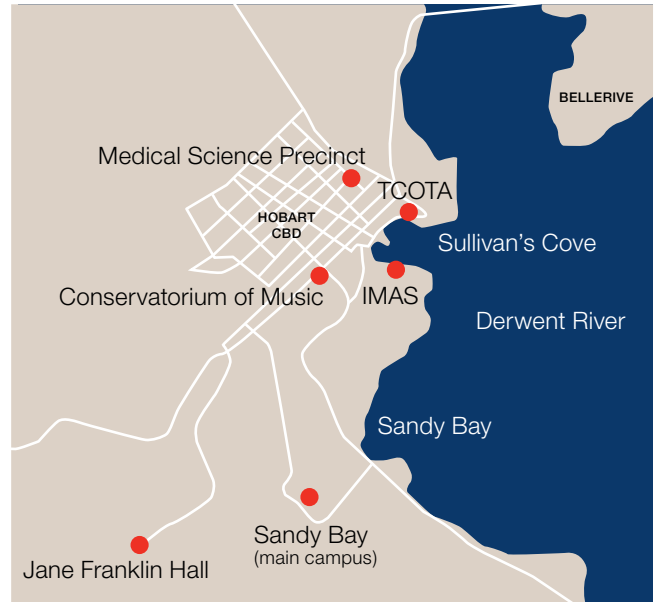 BELLERIVE
Medical Science Precinct
TCOTA
HOBART
CBD
Sullivan's Cove
Conservatorium of Music
IMAS
Derwent River
Sandy Bay
Sandy Bay
(main campus)
Jane Franklin Hall